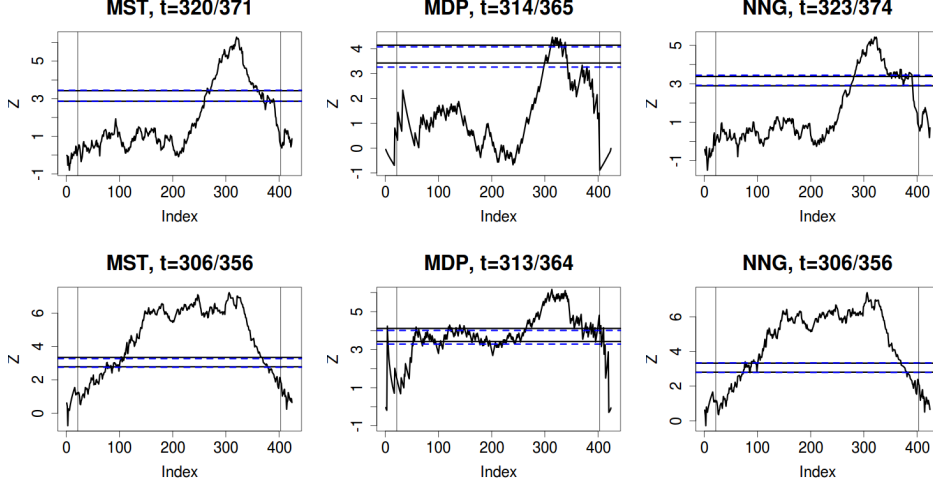 MST, t=320/371
MDP, t=314/365
NNG, t=323/374
Z
5
3
1
-1
0 100 200 300 400
Index
Z
4
3
2
1
0
-1
0 100 200 300 400
Index
Z
5
3
1
-1
0 100 200 300 400
Index
MST, t=306/356
MDP, t=313/364
NNG, t=306/356
Z
6
4
2
0
0 100 200 300 400
Index
Z
5
3
1
-1
0 100 200 300 400
Index
Z
6
4
2
0
0 100 200 300 400
Index